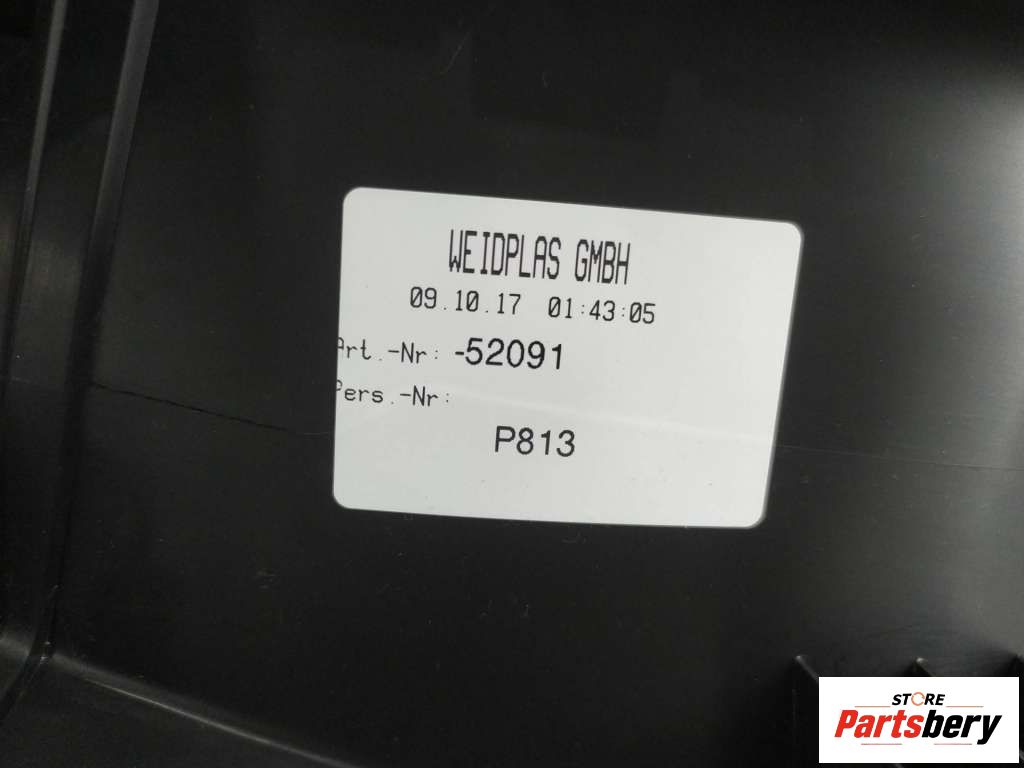 WEIDPLAS GMBH
09.10.17 01:43:05
Art.-Nr: -52091
Pers.-Nr:
P813
STORE
Partsbery